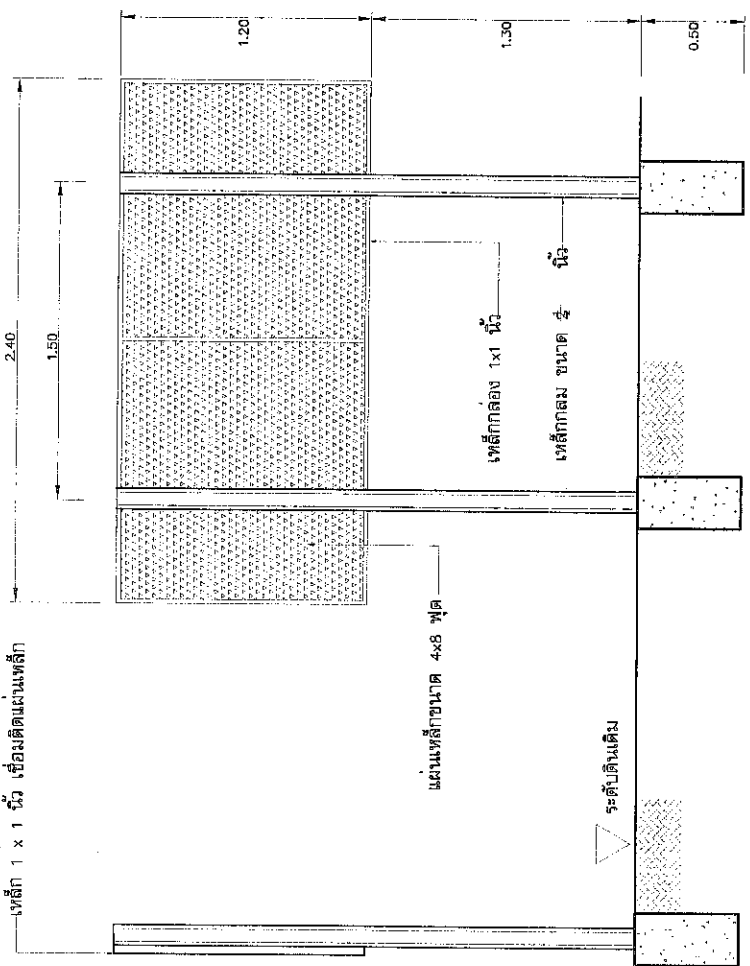 เหล็ก 1 x 1 นิ้ว เชื่อมติดแผ่นเหล็ก
2.40
1.50
1.20
1.30
0.50
เหล็กกล่อง 1x1 นิ้ว
เหล็กกลม ขนาด 4 นิ้ว
แผ่นเหล็กขนาด 4x8 ฟุต
ระดับดินเดิม